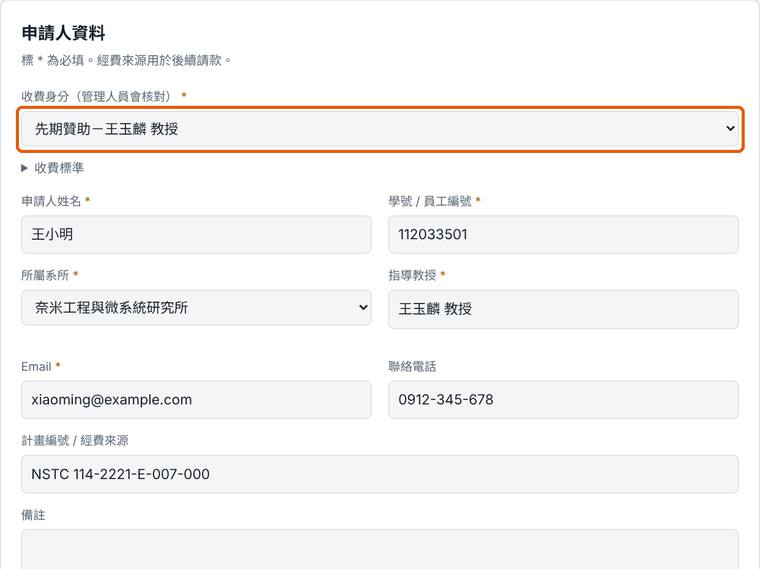 申請人資料
標 * 為必填。經費來源用於後續請款。
收費身分（管理人員會核對） *
先期贊助－王玉麟 教授
▶ 收費標準
申請人姓名 *
學號 / 員工編號 *
王小明
112033501
所屬系所 *
指導教授 *
奈米工程與微系統研究所
王玉麟 教授
Email *
聯絡電話
xiaoming@example.com
0912-345-678
計畫編號 / 經費來源
NSTC 114-2221-E-007-000
備註